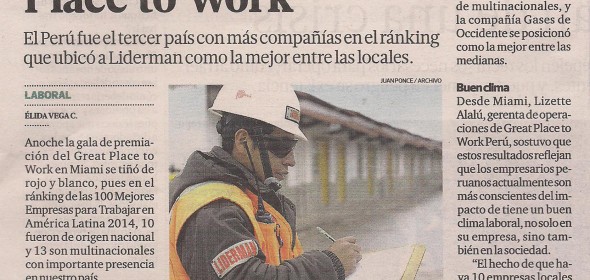 Place to work
El Perú fue el tercer país con más compañías en el ránking
que ubicó a Liderman como la mejor entre las locales.
JUAN PONCE / ARCHIVO
LABORAL
ÉLIDA VEGA C.
Anoche la gala de premia-
ción del Great Place to
Work en Miami se tiñó de
rojo y blanco, pues en el
ránking de las 100 Mejores
Empresas para Trabajar en
América Latina 2014, 10
fueron de origen nacional
y 13 son multinacionales
con importante presencia
en nuestro país
LIDERMAN
de multinacionales, y
la compañía Gases de
Occidente se posicionó
como la mejor entre las
medianas.
Buen clima
Desde Miami, Lizette
Alalú, gerenta de opera-
ciones de Great Place to
Work Perú, sostuvo que
estos resultados reflejan
que los empresarios pe-
ruanos actualmente son
más conscientes del im-
pacto de tiene un buen
clima laboral, no solo en
su empresa, sino tam-
bién en la sociedad.
"El hecho de que ha-
ya 10 empresas locales